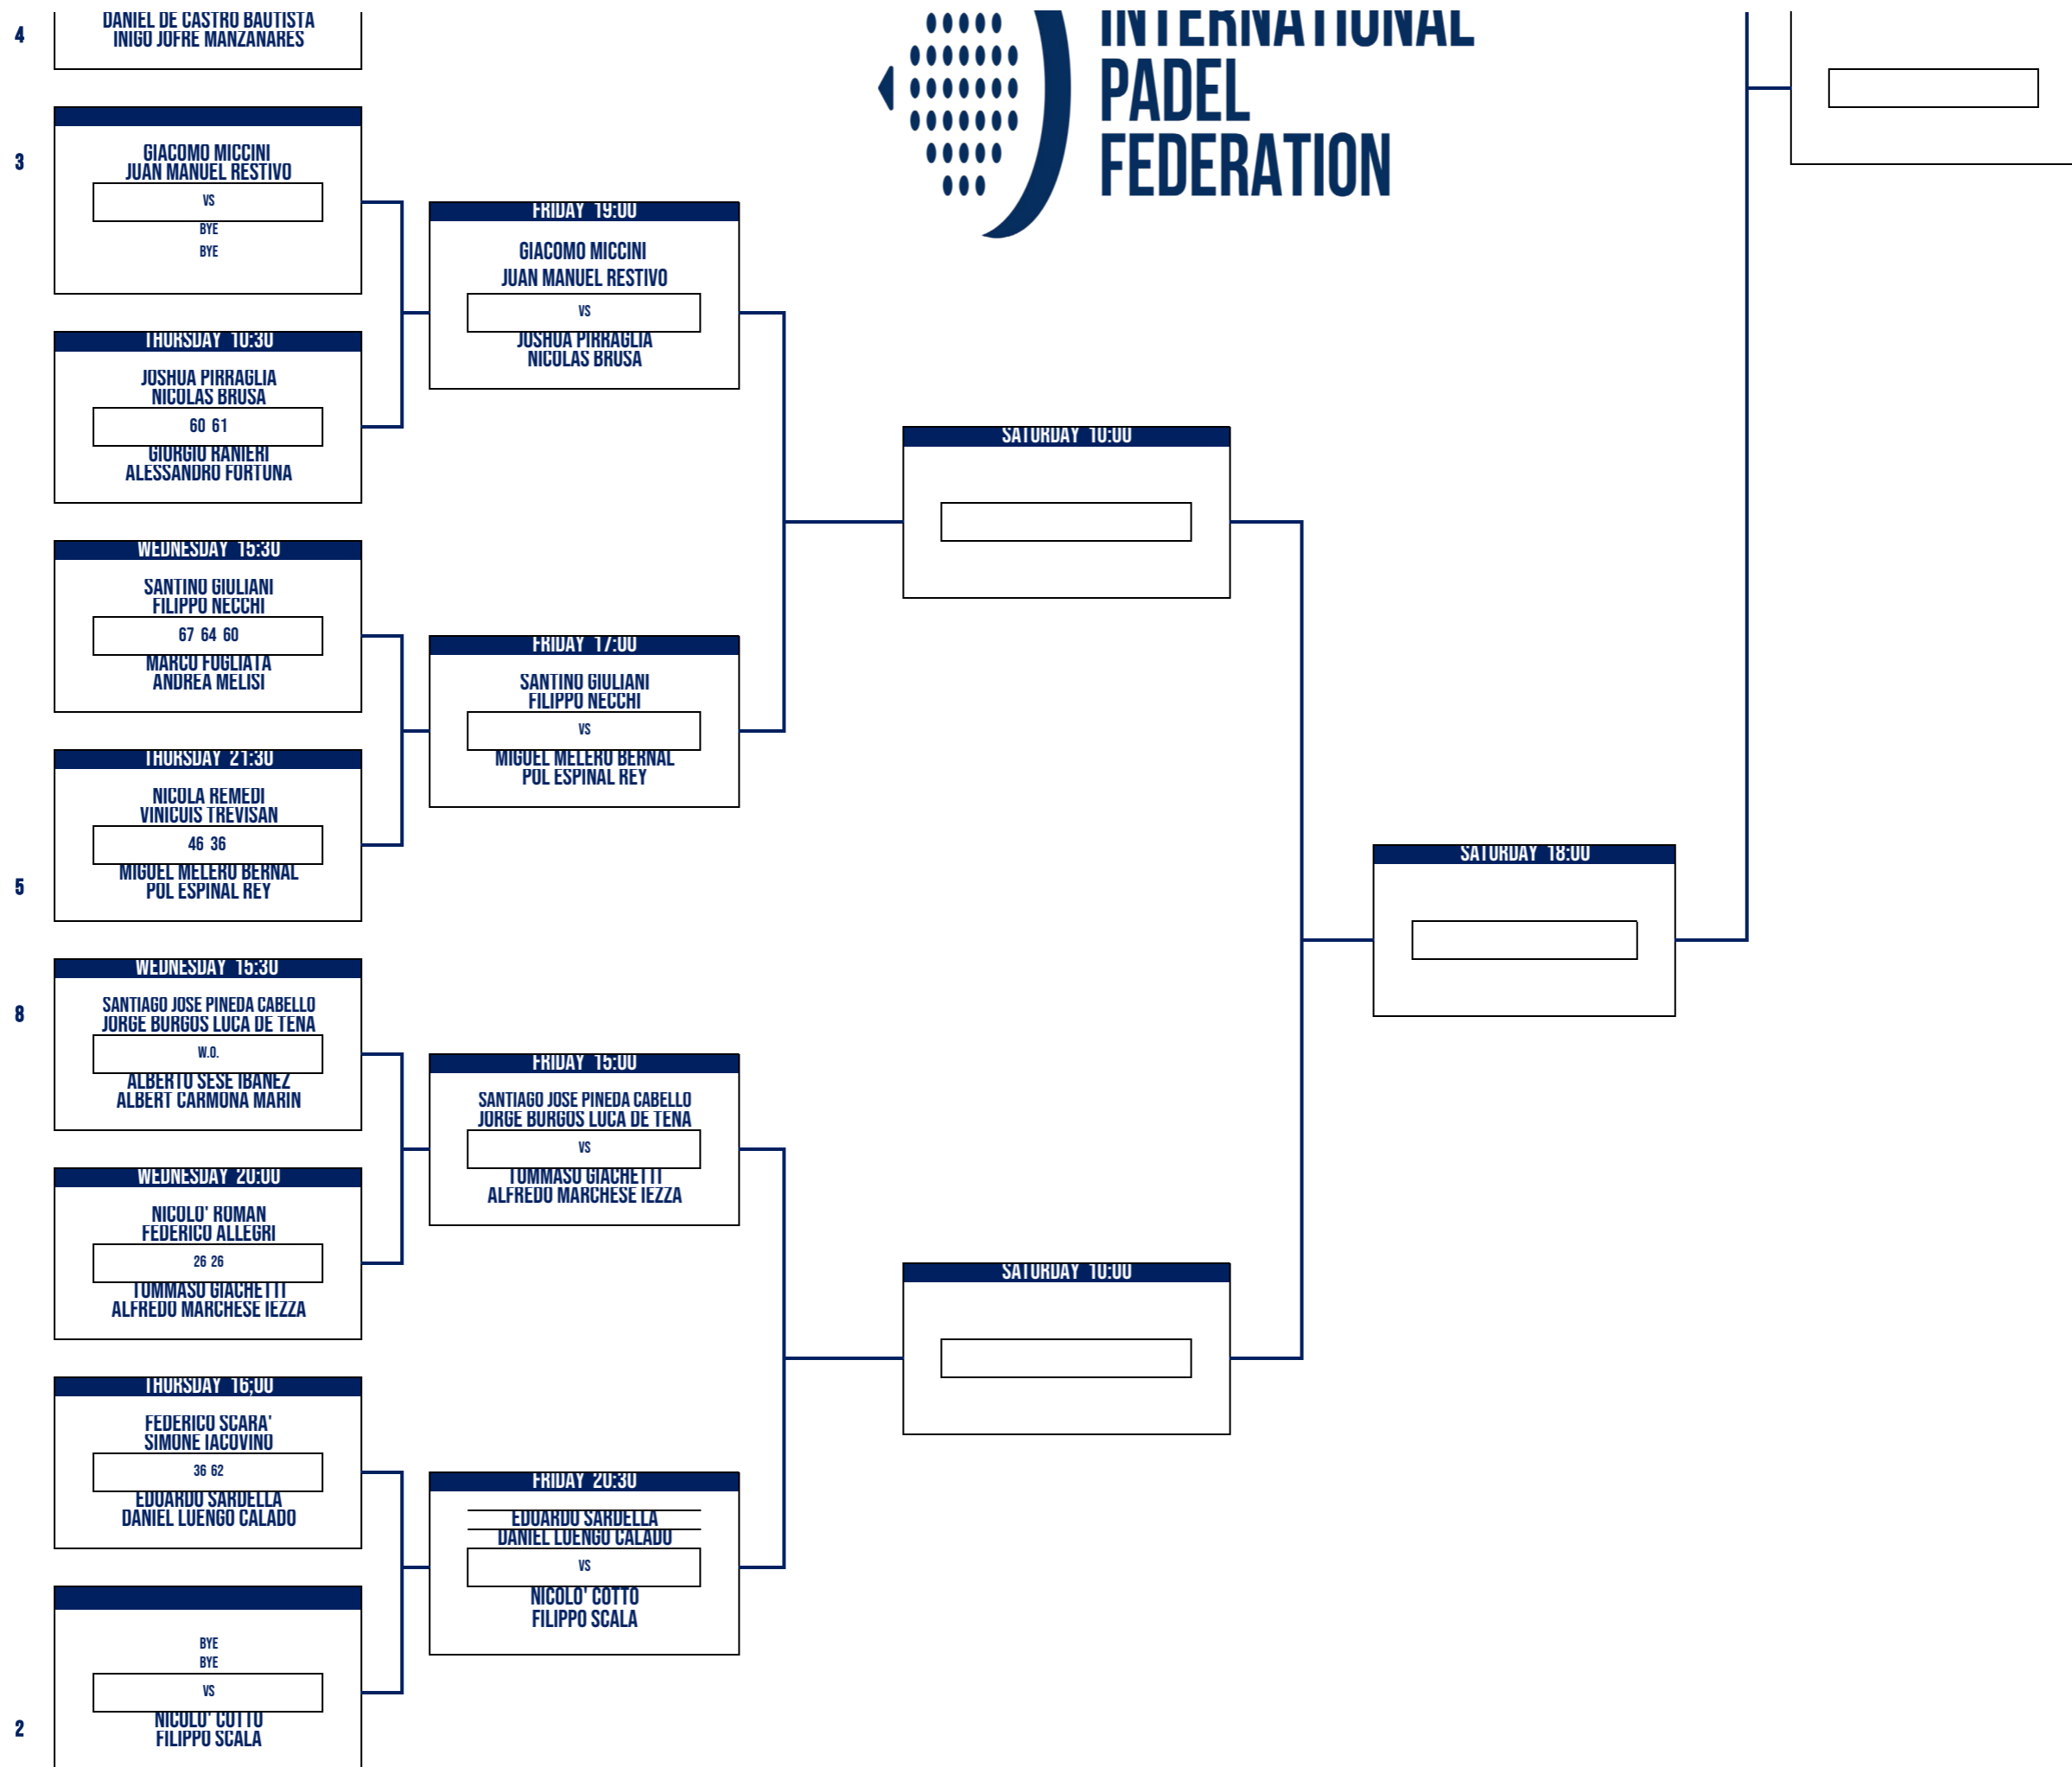 4
DANIEL DE CASTRO BAUTISTA
INIGO JOFRE MANZANARES
INTERNATIONAL
PADEL
FEDERATION
3
GIACOMO MICCINI
JUAN MANUEL RESTIVO
VS
BYE
BYE
THURSDAY 10:30
JOSHUA PIRRAGLIA
NICOLAS BRUSA
60 61
GIORGIO RANIERI
ALESSANDRO FORTUNA
WEDNESDAY 15:30
SANTINO GIULIANI
FILIPPO NECCHI
67 64 60
MARCO FOGLIATA
ANDREA MELISI
THURSDAY 21:30
NICOLA REMEDI
VINICUIS TREVISAN
46 36
MIGUEL MELERO BERNAL
POL ESPINAL REY
5
WEDNESDAY 15:30
8
SANTIAGO JOSE PINEDA CABELLO
JORGE BURGOS LUCA DE TENA
W.O.
ALBERTO SESE IBANEZ
ALBERT CARMONA MARIN
WEDNESDAY 20:00
NICOLO' ROMAN
FEDERICO ALLEGRI
26 26
TOMMASO GIACHETTI
ALFREDO MARCHESE IEZZA
THURSDAY 16;00
FEDERICO SCARA'
SIMONE IACOVINO
36 62
EDOARDO SARDELLA
DANIEL LUENGO CALADO
BYE
BYE
VS
NICOLO' COTTO
FILIPPO SCALA
2
FRIDAY 19:00
GIACOMO MICCINI
JUAN MANUEL RESTIVO
VS
JOSHUA PIRRAGLIA
NICOLAS BRUSA
FRIDAY 17:00
SANTINO GIULIANI
FILIPPO NECCHI
VS
MIGUEL MELERO BERNAL
POL ESPINAL REY
FRIDAY 15:00
SANTIAGO JOSE PINEDA CABELLO
JORGE BURGOS LUCA DE TENA
VS
TOMMASO GIACHETTI
ALFREDO MARCHESE IEZZA
FRIDAY 20:30
EDOARDO SARDELLA
DANIEL LUENGO CALADO
VS
NICOLO' COTTO
FILIPPO SCALA
SATURDAY 10:00
SATURDAY 10:00
SATURDAY 18:00